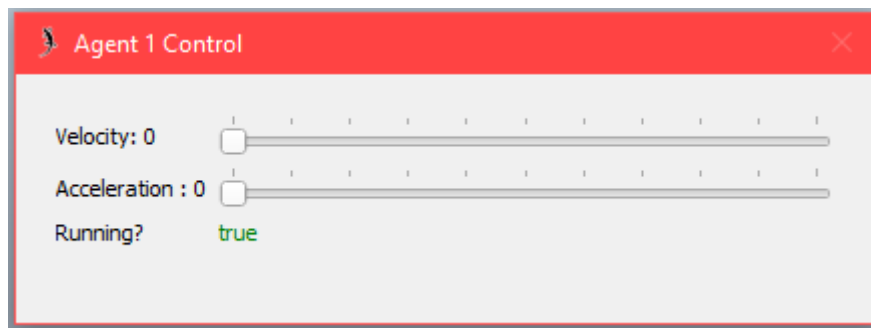 Agent 1 Control
Velocity: 0
Acceleration : 0
Running? true